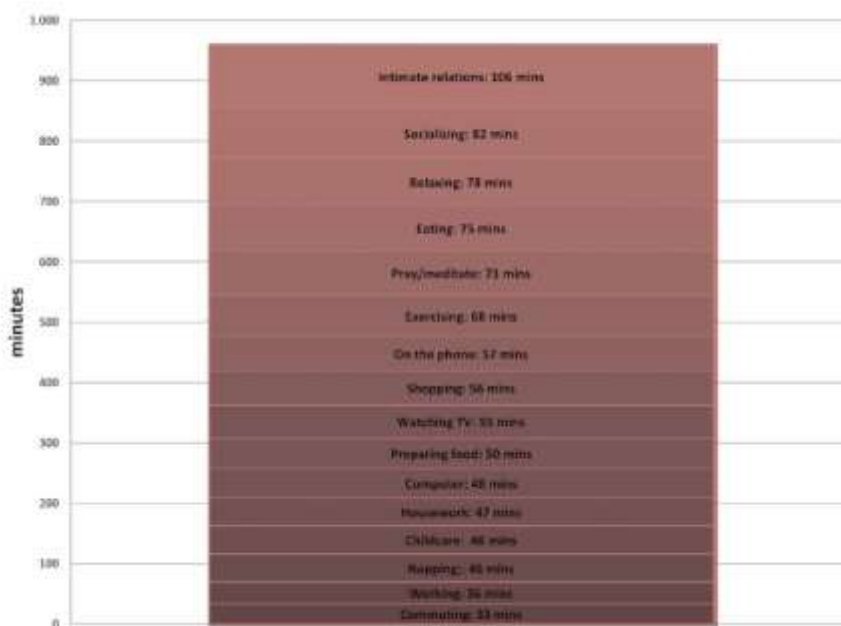 1.000
900
800
700
600
500
400
300
200
100
0
minutes
Intimate relations: 106 mins
Socialising: 82 mins
Relaxing: 78 mins
Eating: 75 mins
Pray/meditate: 73 mins
Exercising: 68 mins
On the phone: 57 mins
Shopping: 56 mins
Watching TV: 55 mins
Preparing food: 50 mins
Computer: 48 mins
Housework: 47 mins
Childcare: 46 mins
Napping: 46 mins
Working: 36 mins
Commuting: 33 mins